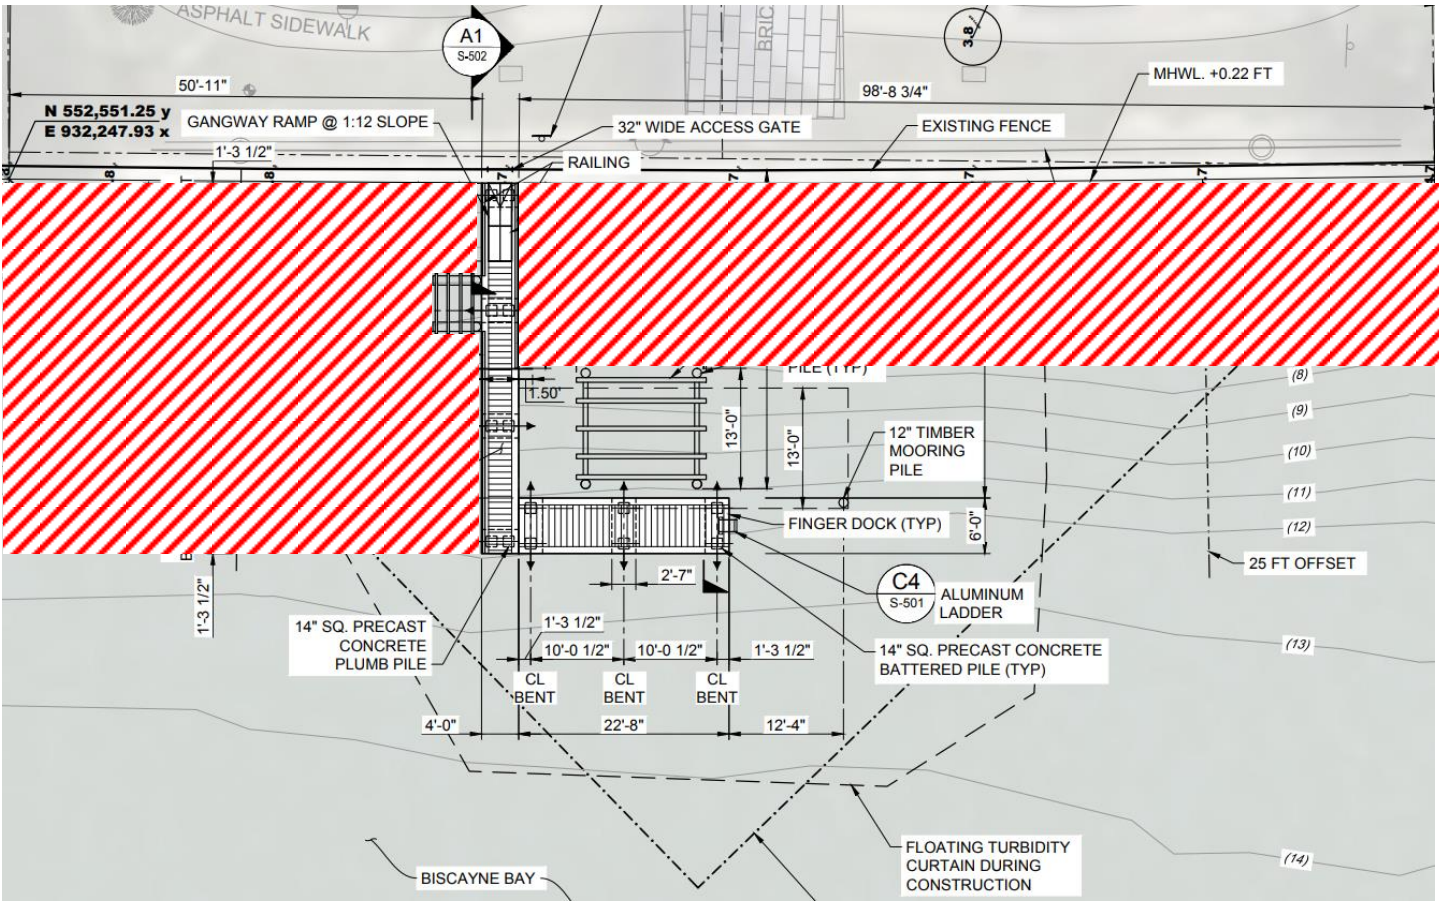 ASPHALT SIDEWALK
A1
S-502
BRIC
3.8'
50'-11"
98'-8 3/4"
MHWL. +0.22 FT
N 552,551.25 y
E 932,247.93 x
GANGWAY RAMP @ 1:12 SLOPE
32" WIDE ACCESS GATE
EXISTING FENCE
1'-3 1/2"
RAILING
PILE (TYP)
1.50'
13'-0"
13'-0"
12" TIMBER
MOORING
PILE
(8)
(9)
(10)
(11)
(12)
FINGER DOCK (TYP)
6'-0"
25 FT OFFSET
2'-7"
C4
S-501
ALUMINUM
LADDER
1'-3 1/2"
14" SQ. PRECAST
CONCRETE
PLUMB PILE
1'-3 1/2"
10'-0 1/2"
10'-0 1/2"
1'-3 1/2"
14" SQ. PRECAST CONCRETE
BATTERED PILE (TYP)
(13)
CL
BENT
CL
BENT
CL
BENT
4'-0"
22'-8"
12'-4"
FLOATING TURBIDITY
CURTAIN DURING
CONSTRUCTION
(14)
BISCAYNE BAY